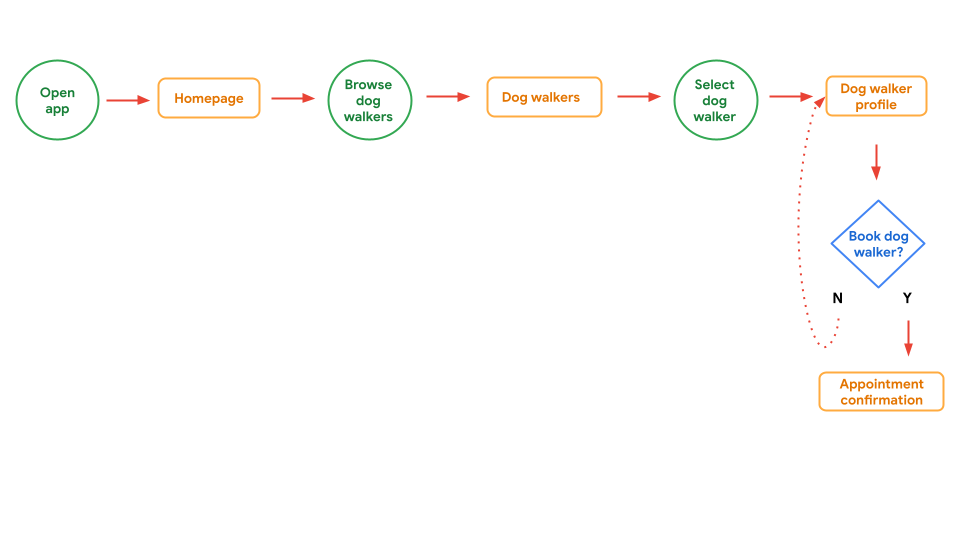 Open
app
Homepage
Browse
dog
walkers
Dog walkers
Select
dog
walker
Dog walker
profile
Book dog
walker?
N
Y
Appointment
confirmation